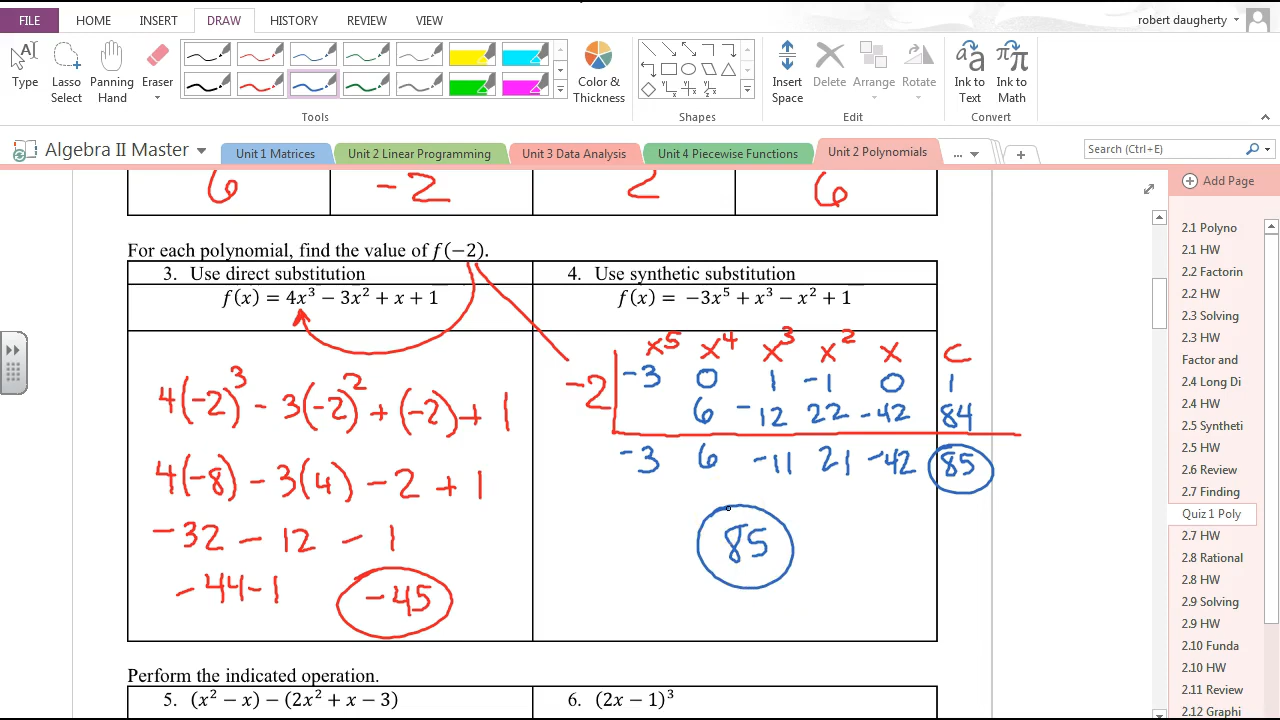 robert daugherty
FILE HOME INSERT DRAW HISTORY REVIEW VIEW
Type Lasso Select Panning Hand Eraser Color & Thickness Insert Space Delete Arrange Rotate Ink to Text Ink to Math
Tools Shapes Edit Convert
Algebra II Master Unit 1 Matrices Unit 2 Linear Programming Unit 3 Data Analysis Unit 4 Piecewise Functions Unit 2 Polynomials ... + Search (Ctrl+E)
6 -2 2 6
For each polynomial, find the value of f(−2).
3. Use direct substitution
f(x) = 4x³ − 3x² + x + 1
4(-2)³ - 3(-2)² + (-2) + 1
4(-8) - 3(4) - 2 + 1
-32 - 12 - 1
-44-1 -45
4. Use synthetic substitution
f(x) = −3x⁵ + x³ − x² + 1
x⁵ x⁴ x³ x² x c
-2 -3 0 1 -1 0 1
6 -12 22 -42 84
-3 6 -11 21 -42 85
85
Perform the indicated operation.
5. (x² − x) − (2x² + x − 3)
6. (2x − 1)³
Add Page
2.1 Polyno
2.1 HW
2.2 Factorin
2.2 HW
2.3 Solving
2.3 HW
Factor and
2.4 Long Di
2.4 HW
2.5 Syntheti
2.5 HW
2.6 Review
2.7 Finding
Quiz 1 Poly
2.7 HW
2.8 Rational
2.8 HW
2.9 Solving
2.9 HW
2.10 Funda
2.10 HW
2.11 Review
2.12 Graphi